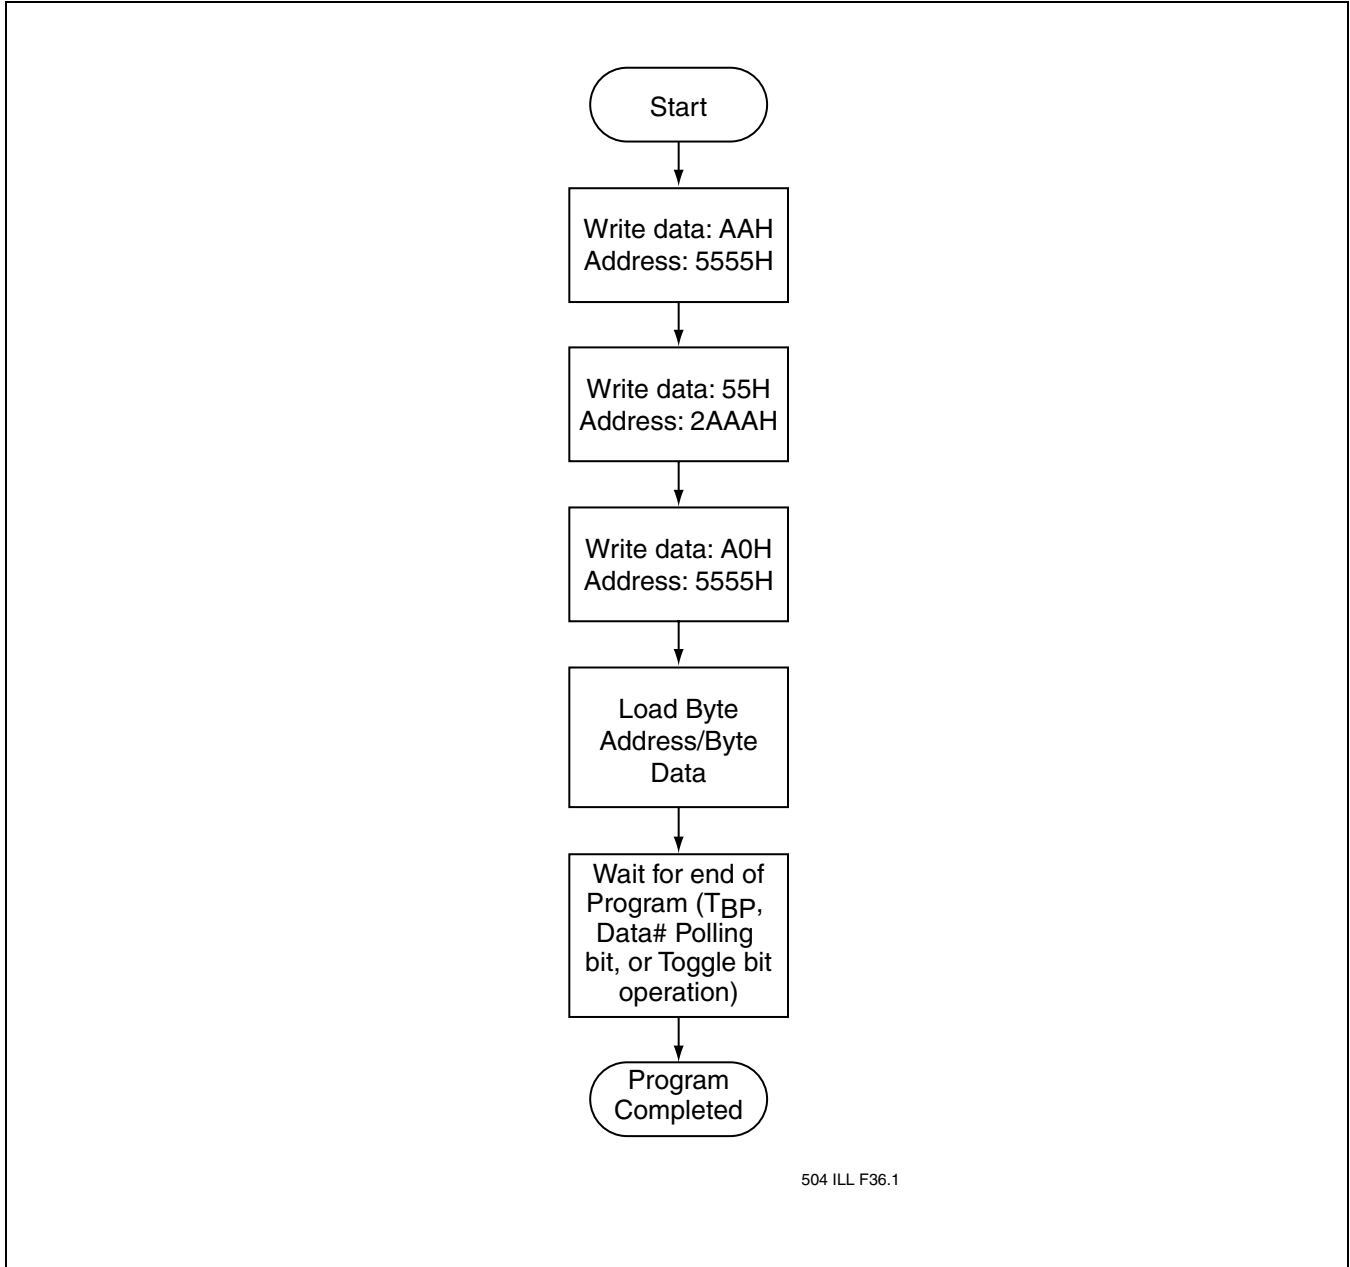 Start
Write data: AAH
Address: 5555H
Write data: 55H
Address: 2AAAH
Write data: A0H
Address: 5555H
Load Byte
Address/Byte
Data
Wait for end of
Program (TBP,
Data# Polling
bit, or Toggle bit
operation)
Program
Completed
504 ILL F36.1